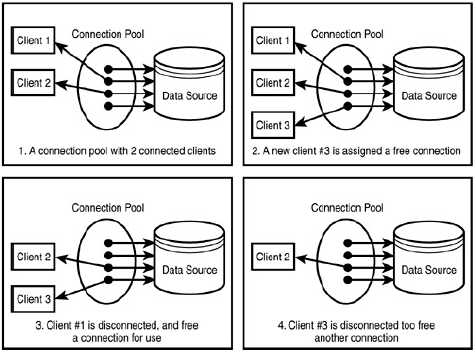 Connection Pool
Client 1
Client 2
Data Source
1. A connection pool with 2 connected clients
Connection Pool
Client 1
Client 2
Client 3
Data Source
2. A new client #3 is assigned a free connection
Connection Pool
Client 2
Client 3
Data Source
3. Client #1 is disconnected, and free
a connection for use
Connection Pool
Client 2
Data Source
4. Client #3 is disconnected too free
another connection